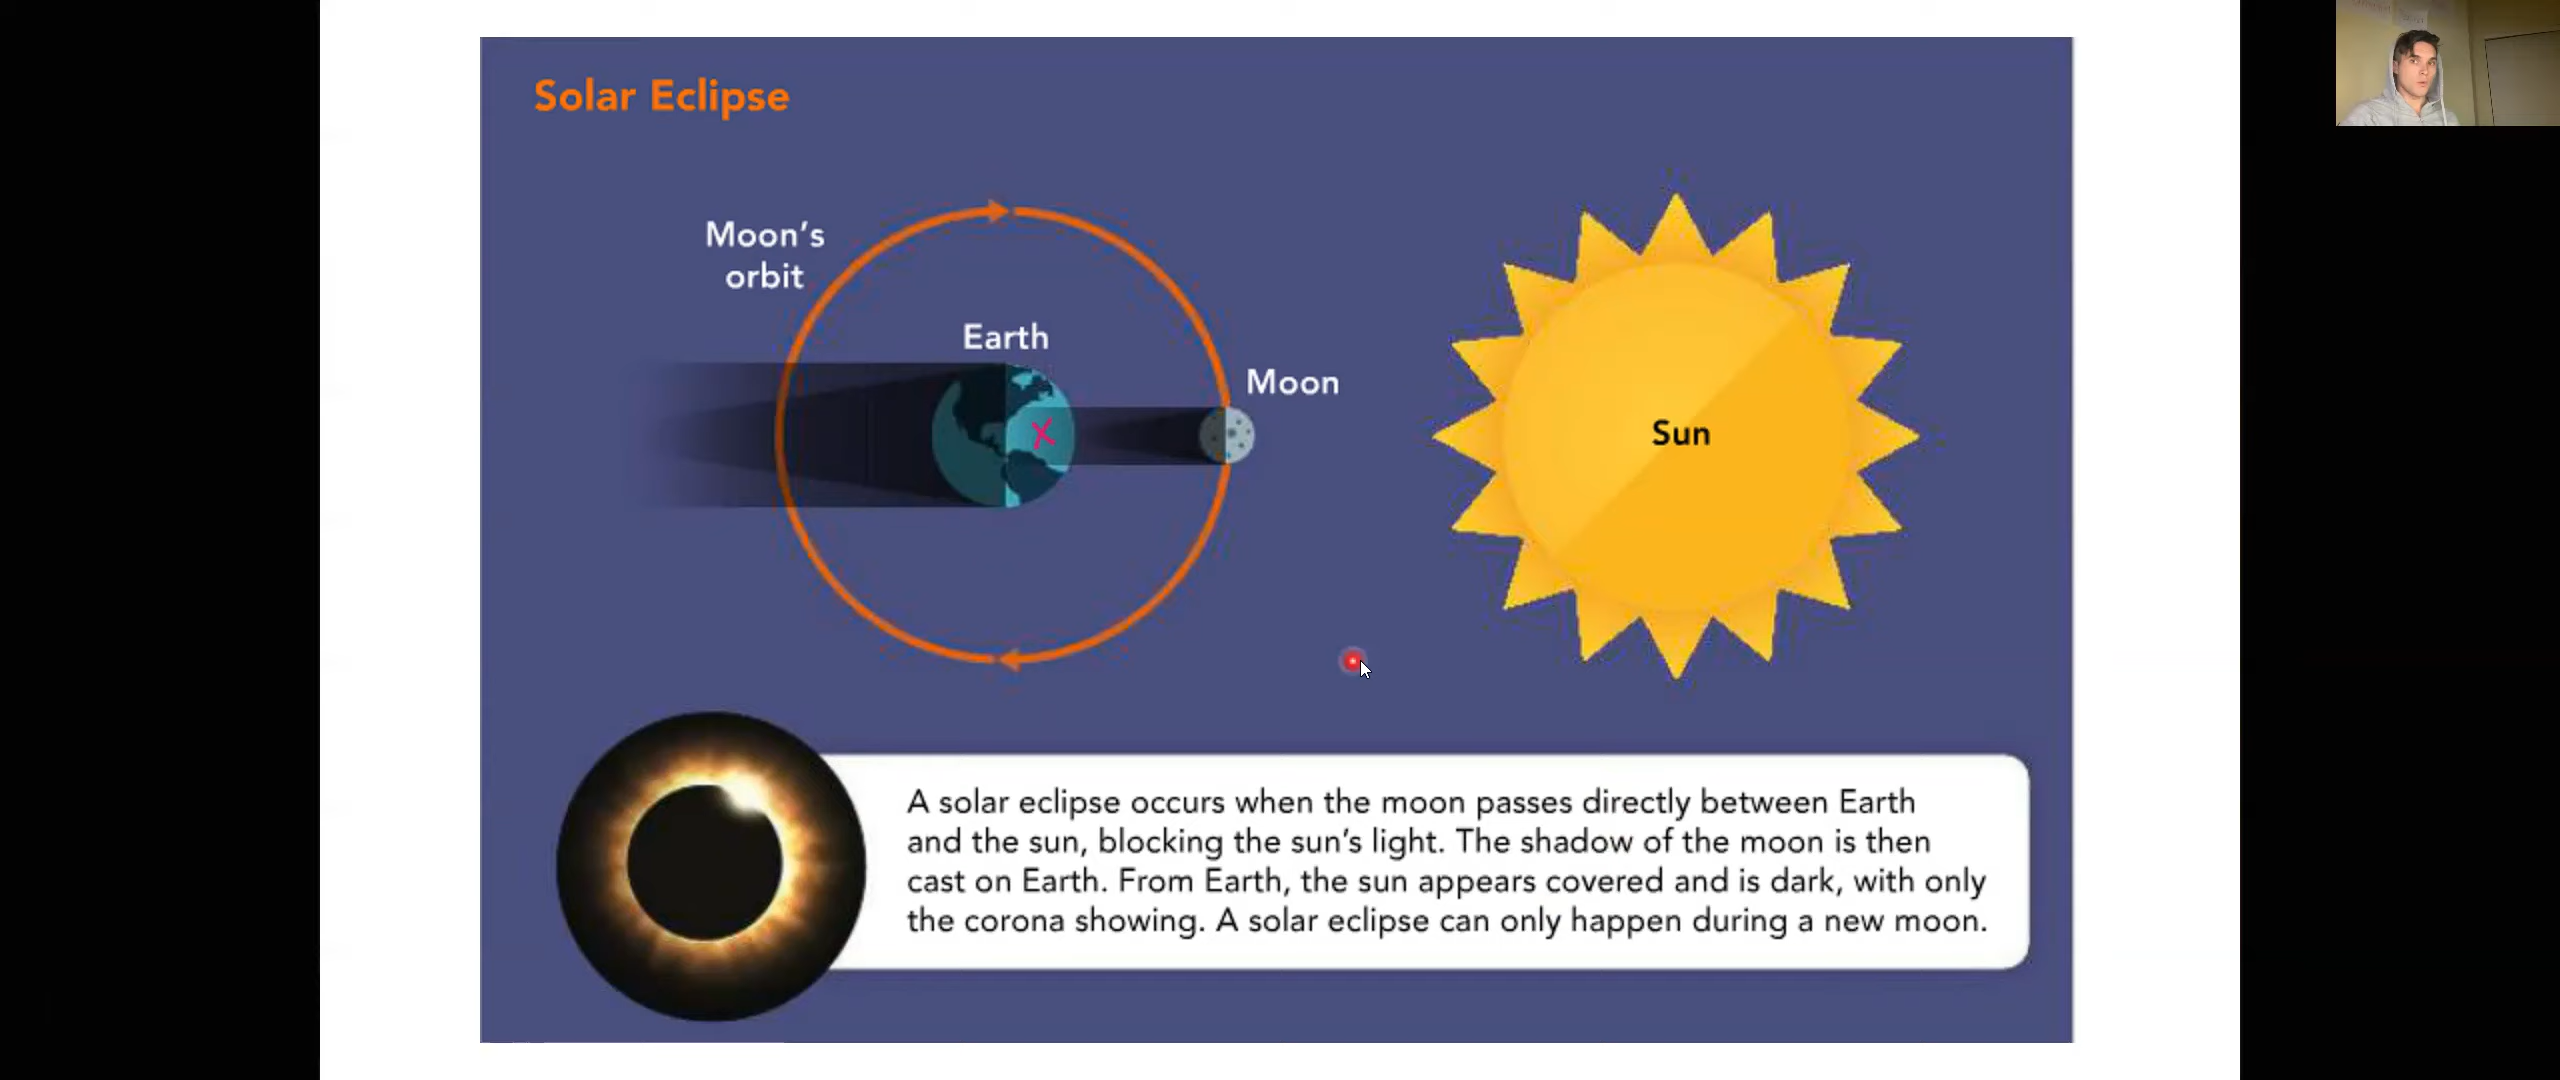 Solar Eclipse
Moon's
orbit
Earth
Moon
X
Sun
A solar eclipse occurs when the moon passes directly between Earth
and the sun, blocking the sun's light. The shadow of the moon is then
cast on Earth. From Earth, the sun appears covered and is dark, with only
the corona showing. A solar eclipse can only happen during a new moon.